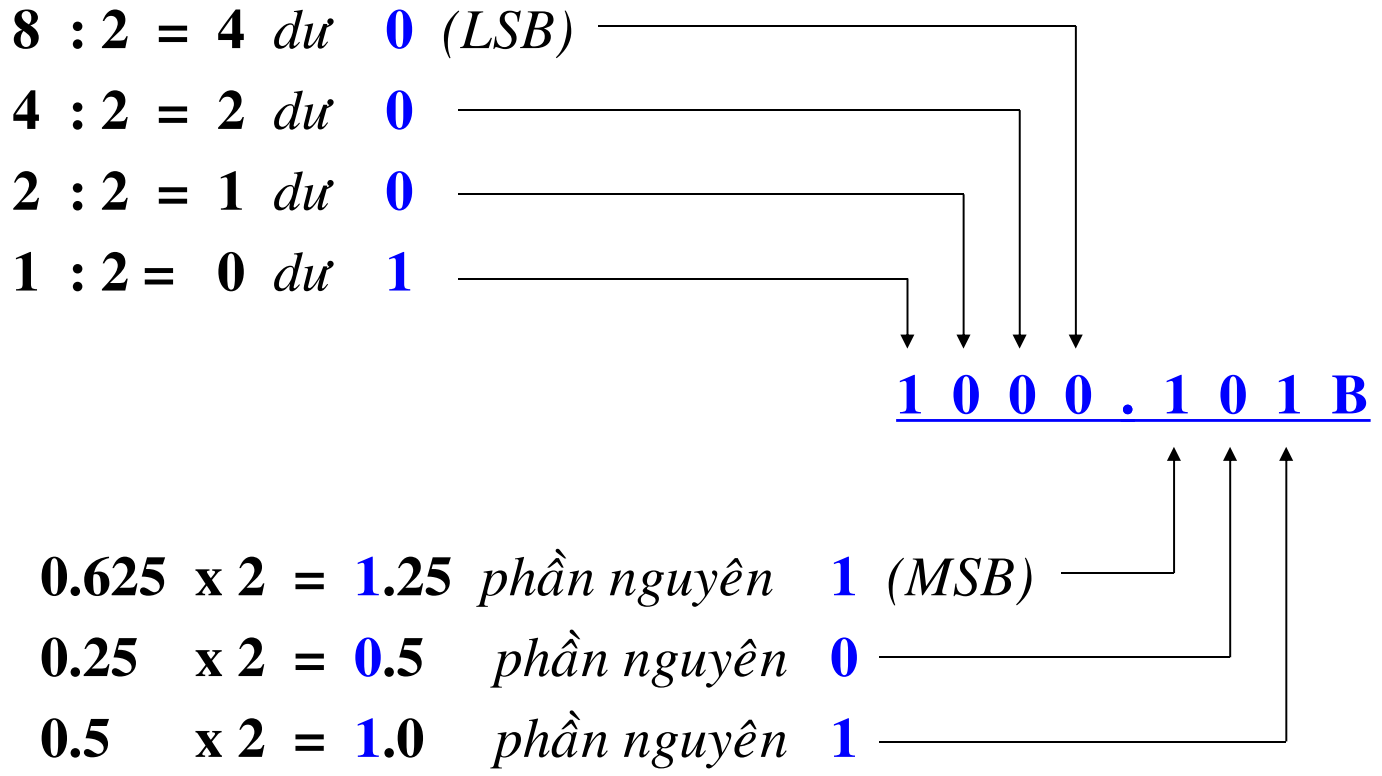 8 : 2 = 4 dư 0 (LSB)
4 : 2 = 2 dư 0
2 : 2 = 1 dư 0
1 : 2 = 0 dư 1
1 0 0 0 . 1 0 1 B
0.625 x 2 = 1.25 phần nguyên 1 (MSB)
0.25 x 2 = 0.5 phần nguyên 0
0.5 x 2 = 1.0 phần nguyên 1